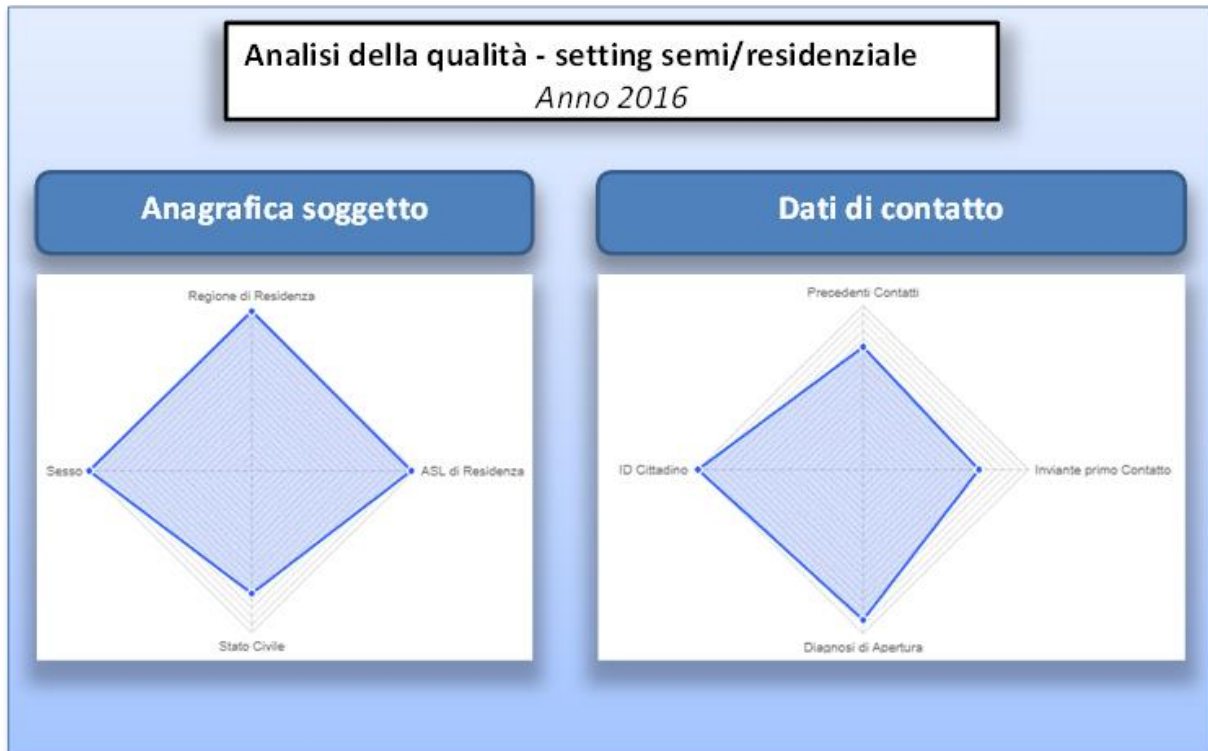 Analisi della qualità - setting semi/residenziale
Anno 2016
Anagrafica soggetto
Regione di Residenza
Sesso
ASL di Residenza
Stato Civile
Dati di contatto
Precedenti Contatti
ID Cittadino
Inviante primo Contatto
Diagnosi di Apertura